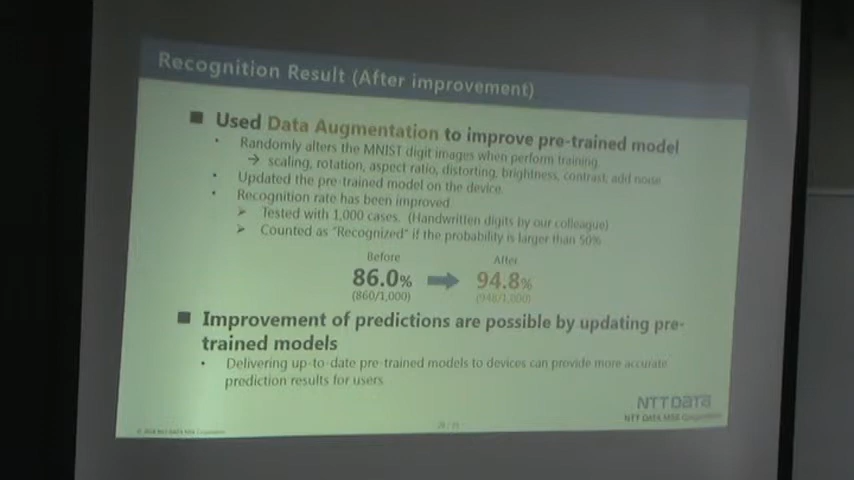 Recognition Result (After improvement)
■ Used Data Augmentation to improve pre-trained model
• Randomly alters the MNIST digit images when perform training.
→ scaling, rotation, aspect ratio, distorting, brightness, contrast, add noise
• Updated the pre-trained model on the device.
• Recognition rate has been improved.
➢ Tested with 1,000 cases. (Handwritten digits by our colleague)
➢ Counted as "Recognized" if the probability is larger than 50%.
Before After
86.0% 94.8%
(860/1,000) (948/1,000)
■ Improvement of predictions are possible by updating pre-
trained models
• Delivering up-to-date pre-trained models to devices can provide more accurate
prediction results for users.
NTT DATA
NTT DATA MSE Corporation